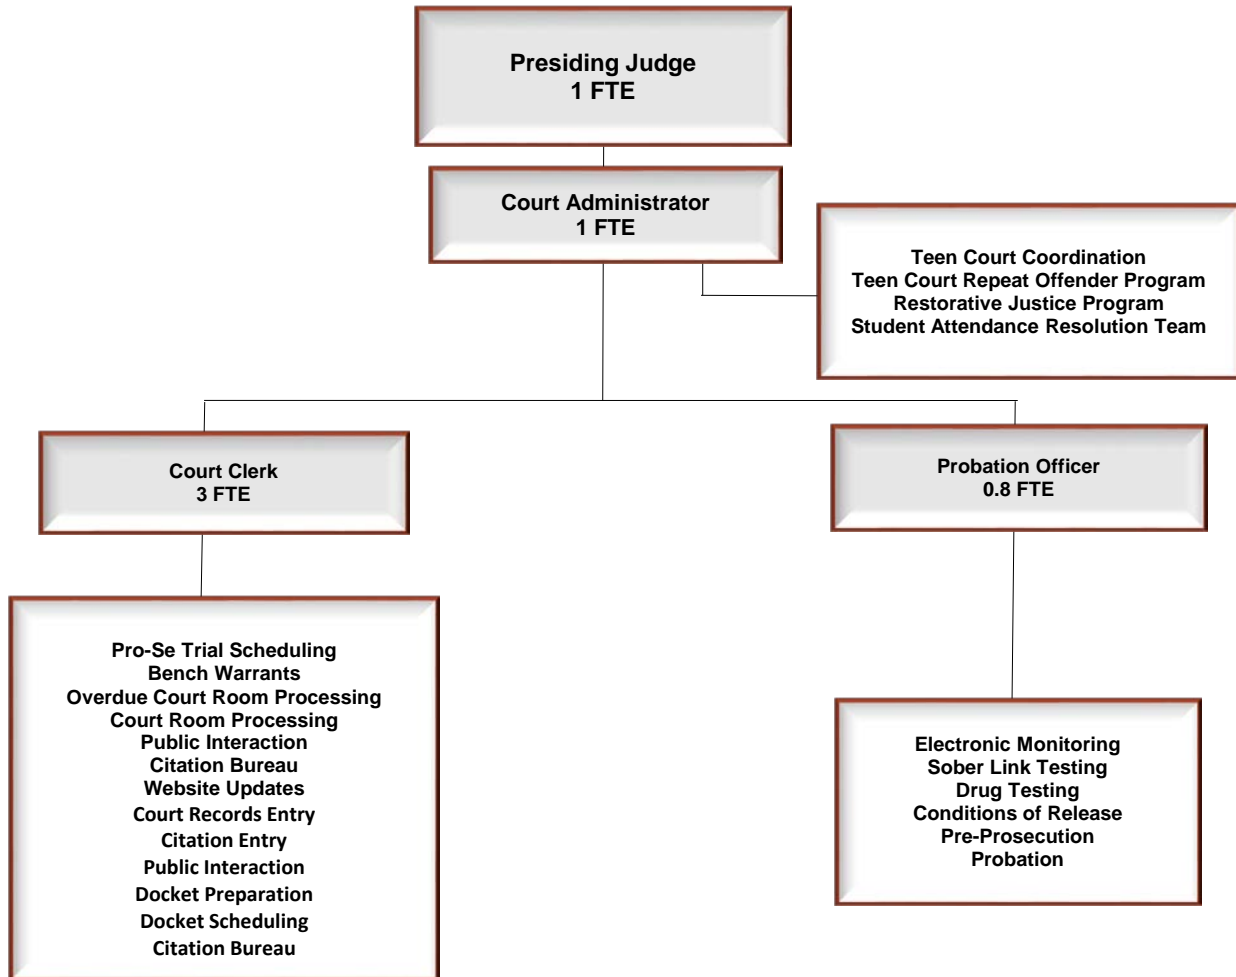 Presiding Judge
1 FTE
Court Administrator
1 FTE
Teen Court Coordination
Teen Court Repeat Offender Program
Restorative Justice Program
Student Attendance Resolution Team
Court Clerk
3 FTE
Probation Officer
0.8 FTE
Pro-Se Trial Scheduling
Bench Warrants
Overdue Court Room Processing
Court Room Processing
Public Interaction
Citation Bureau
Website Updates
Court Records Entry
Citation Entry
Public Interaction
Docket Preparation
Docket Scheduling
Citation Bureau
Electronic Monitoring
Sober Link Testing
Drug Testing
Conditions of Release
Pre-Prosecution
Probation